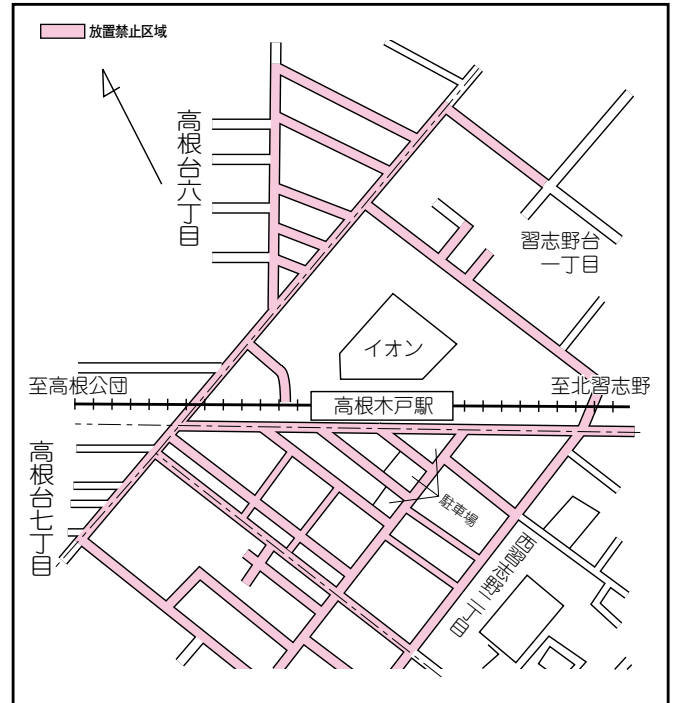 放置禁止区域
高根台六丁目
習志野台
一丁目
イオン
至高根公団
高根木戸駅
至北習志野
高根台七丁目
駐車場
西習志野二丁目